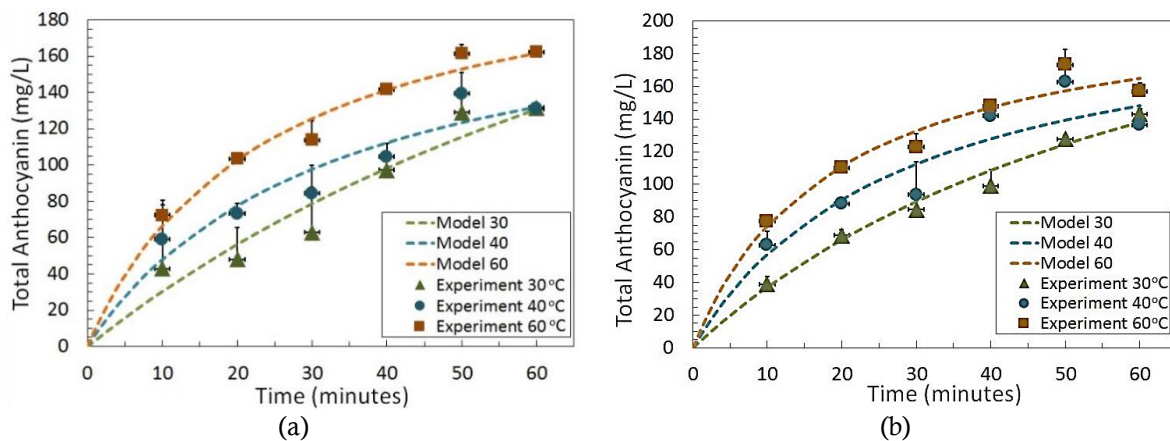 Total Anthocyanin (mg/L)
180
160
140
120
100
80
60
40
20
0
0 10 20 30 40 50 60
Time (minutes)
Model 30
Model 40
Model 60
Experiment 30 °C
Experiment 40 °C
Experiment 60 °C
(a)
Total Anthocyanin (mg/L)
200
180
160
140
120
100
80
60
40
20
0
0 10 20 30 40 50 60
Time (minutes)
Model 30
Model 40
Model 60
Experiment 30°C
Experiment 40°C
Experiment 60°C
(b)